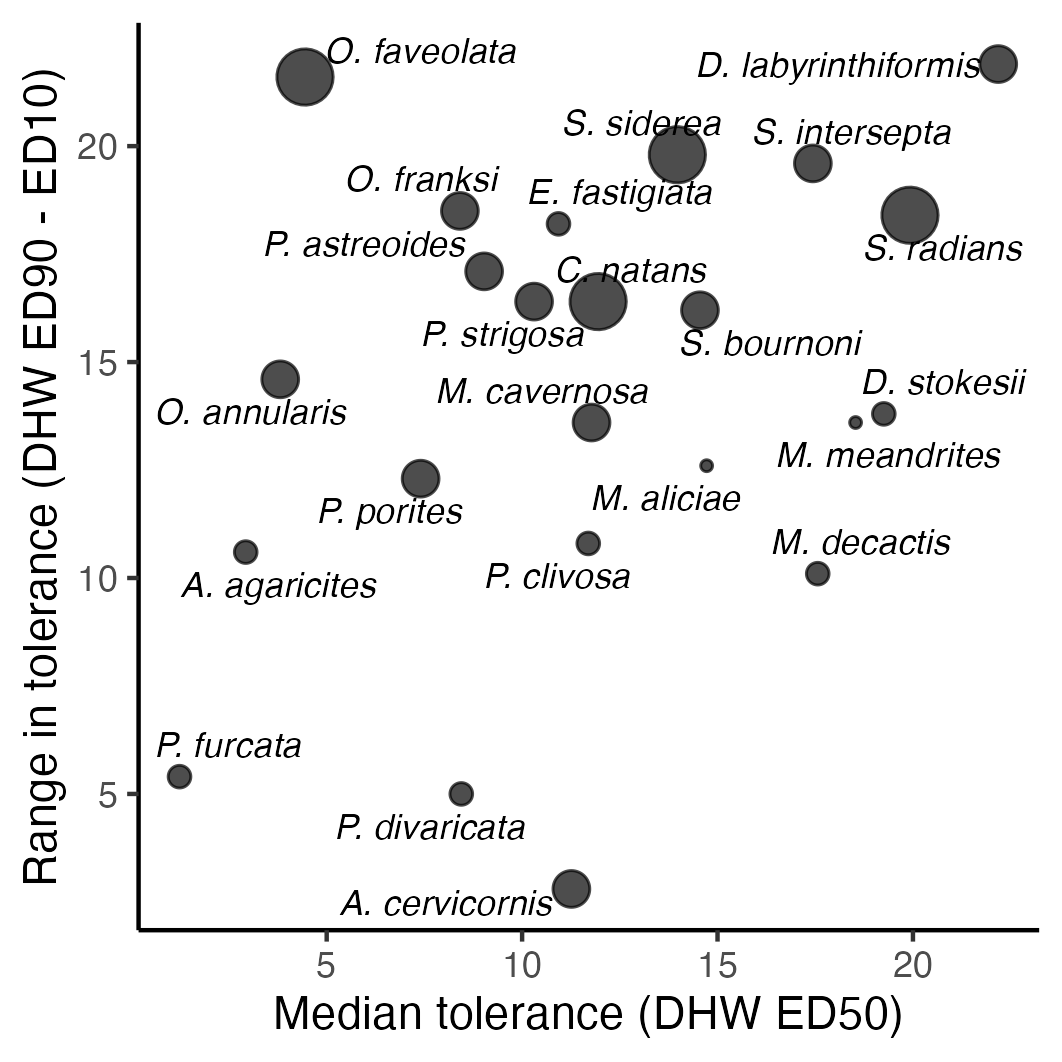 O. faveolata
D. labyrinthiformis
S. siderea
S. intersepta
20
O. franksi
E. fastigiata
P. astreoides
S. radians
C. natans
P. strigosa
S. bournoni
15
D. stokesii
M. cavernosa
O. annularis
M. meandrites
M. aliciae
P. porites
M. decactis
10
P. clivosa
A. agaricites
P. furcata
5
P. divaricata
A. cervicornis
Range in tolerance (DHW ED90 - ED10)
5 10 15 20
Median tolerance (DHW ED50)